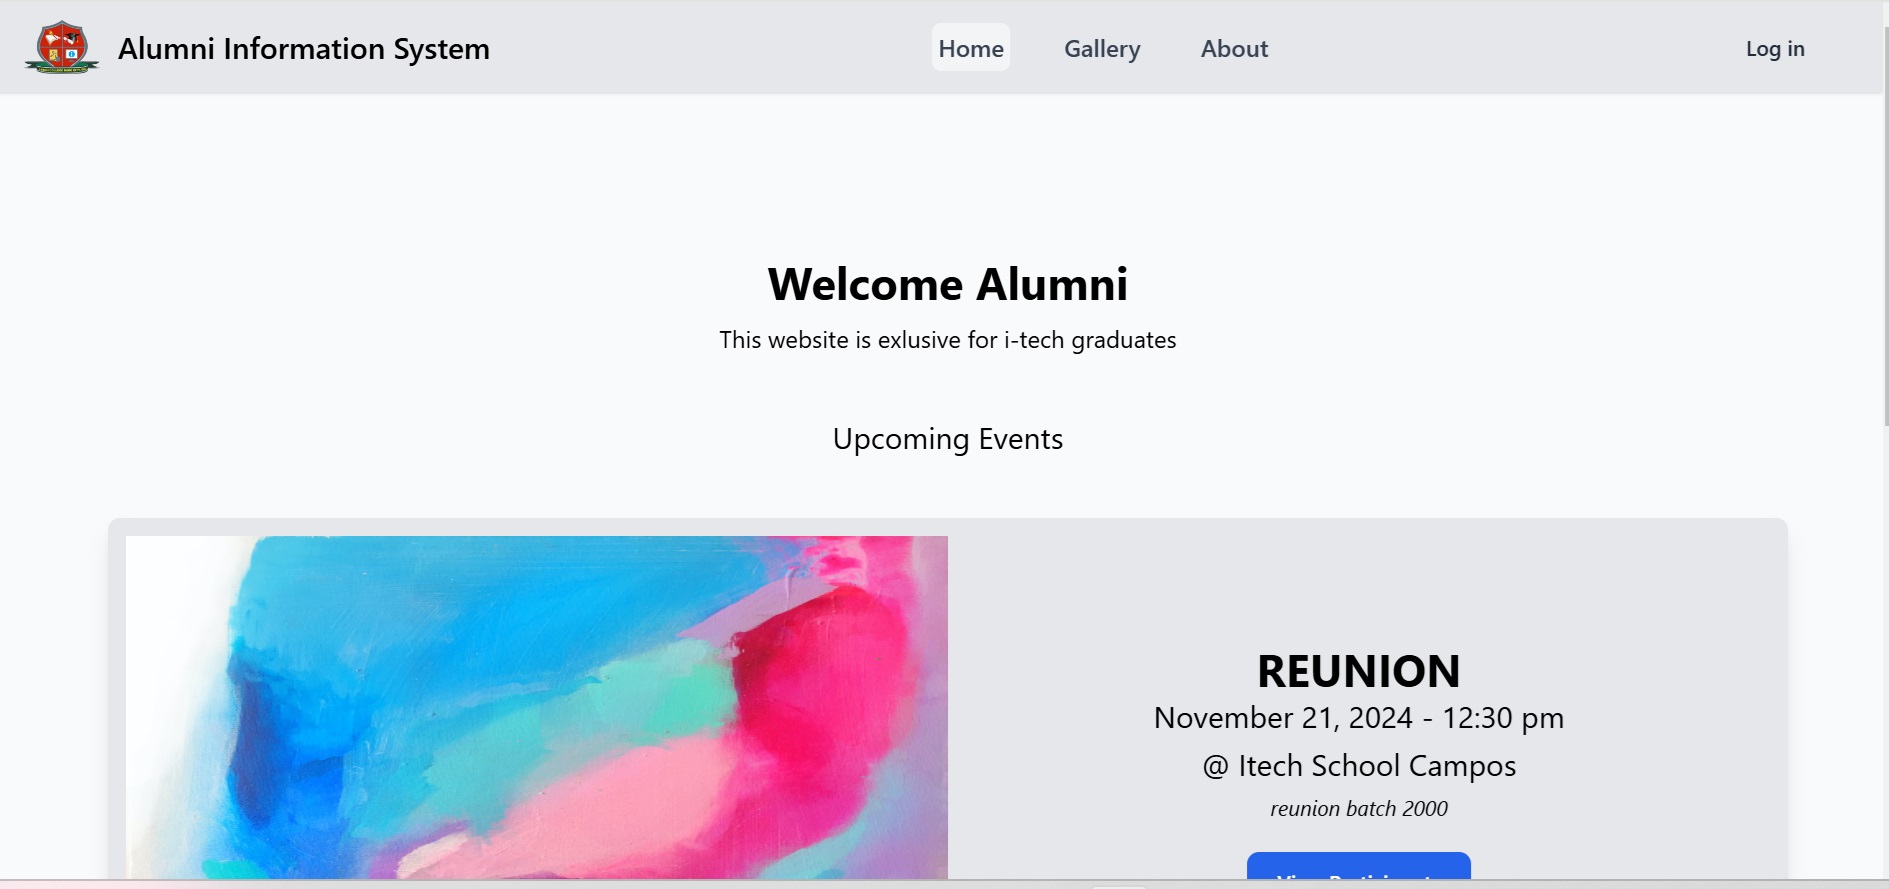 Alumni Information System
Home
Gallery
About
Log in
Welcome Alumni
This website is exlusive for i-tech graduates
Upcoming Events
REUNION
November 21, 2024 - 12:30 pm
@ Itech School Campos
reunion batch 2000